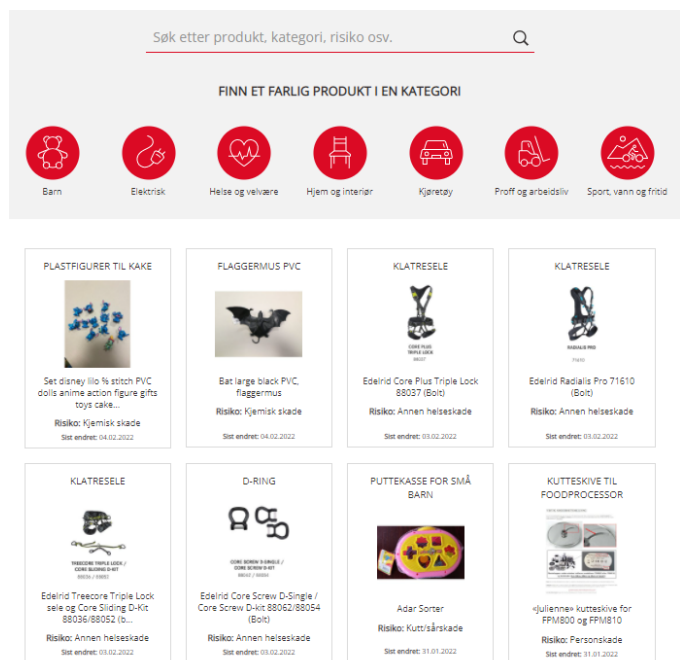 Søk etter produkt, kategori, risiko osv.
FINN ET FARLIG PRODUKT I EN KATEGORI
Barn
Elektrisk
Helse og velvære
Hjem og interiør
Kjøretøy
Proff og arbeidsliv
Sport, vann og fritid
PLASTFIGURER TIL KAKE
Set disney lilo % stitch PVC
dolls anime action figure gifts
toys cake...
Risiko: Kjemisk skade
Sist endret: 04.02.2022
FLAGGERMUS PVC
Bat large black PVC,
flaggermus
Risiko: Kjemisk skade
Sist endret: 04.02.2022
KLATRESELE
CORE PLUS
TRIPLE LOCK
88037
Edelrid Core Plus Triple Lock
88037 (Bolt)
Risiko: Annen helseskade
Sist endret: 03.02.2022
KLATRESELE
RADIALIS PRO
71610
Edelrid Radialis Pro 71610
(Bolt)
Risiko: Annen helseskade
Sist endret: 03.02.2022
KLATRESELE
TREECORE TRIPLE LOCK /
CORE SLIDING D-KIT
88036 / 88052
Edelrid Treecore Triple Lock
sele og Core Sliding D-Kit
88036/88052 (b...
Risiko: Annen helseskade
Sist endret: 03.02.2022
D-RING
CORE SCREW D-SINGLE /
CORE SCREW D-KIT
88062 / 88054
Edelrid Core Screw D-Single /
Core Screw D-kit 88062/88054
(Bolt)
Risiko: Annen helseskade
Sist endret: 03.02.2022
PUTTEKASSE FOR SMÅ
BARN
Adar Sorter
Risiko: Kutt/sårskade
Sist endret: 31.01.2022
KUTTESKIVE TIL
FOODPROCESSOR
«Julienne» kutteskive for
FPM800 og FPM810
Risiko: Personskade
Sist endret: 31.01.2022